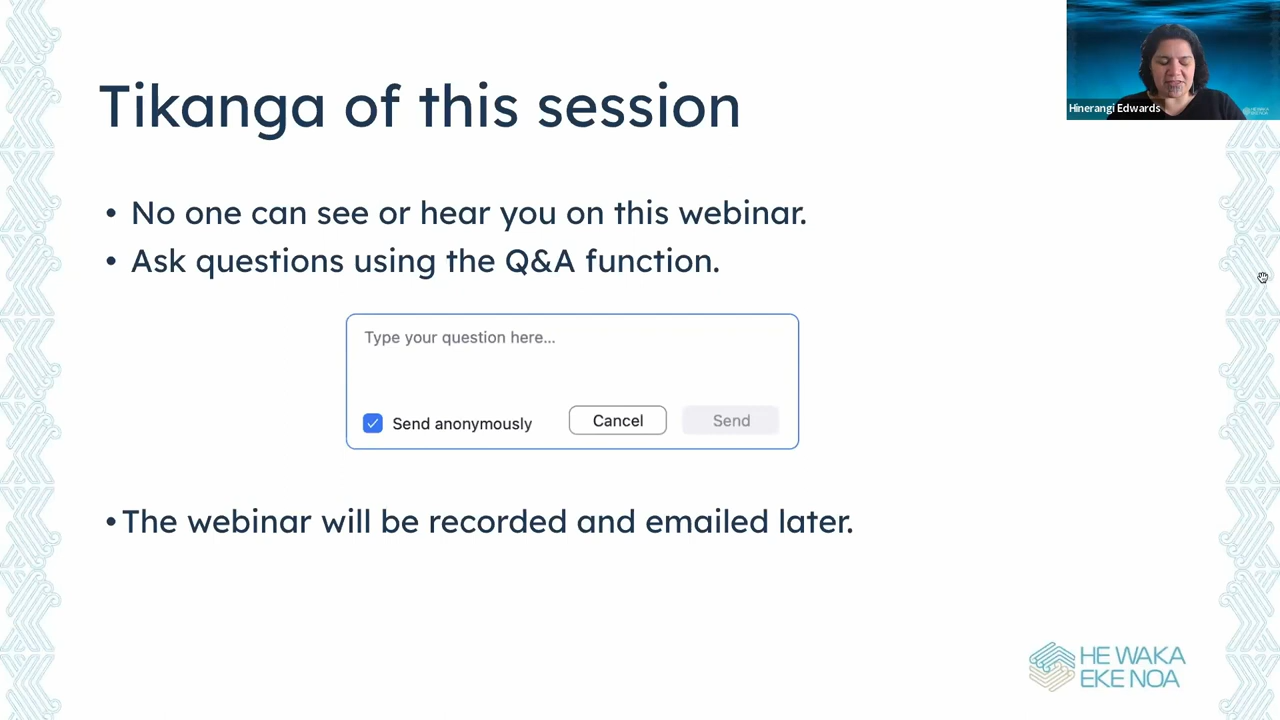 Tikanga of this session
Hinerangi Edwards
• No one can see or hear you on this webinar.
• Ask questions using the Q&A function.
Type your question here...
Send anonymously
Cancel
Send
• The webinar will be recorded and emailed later.
HE WAKA
EKE NOA